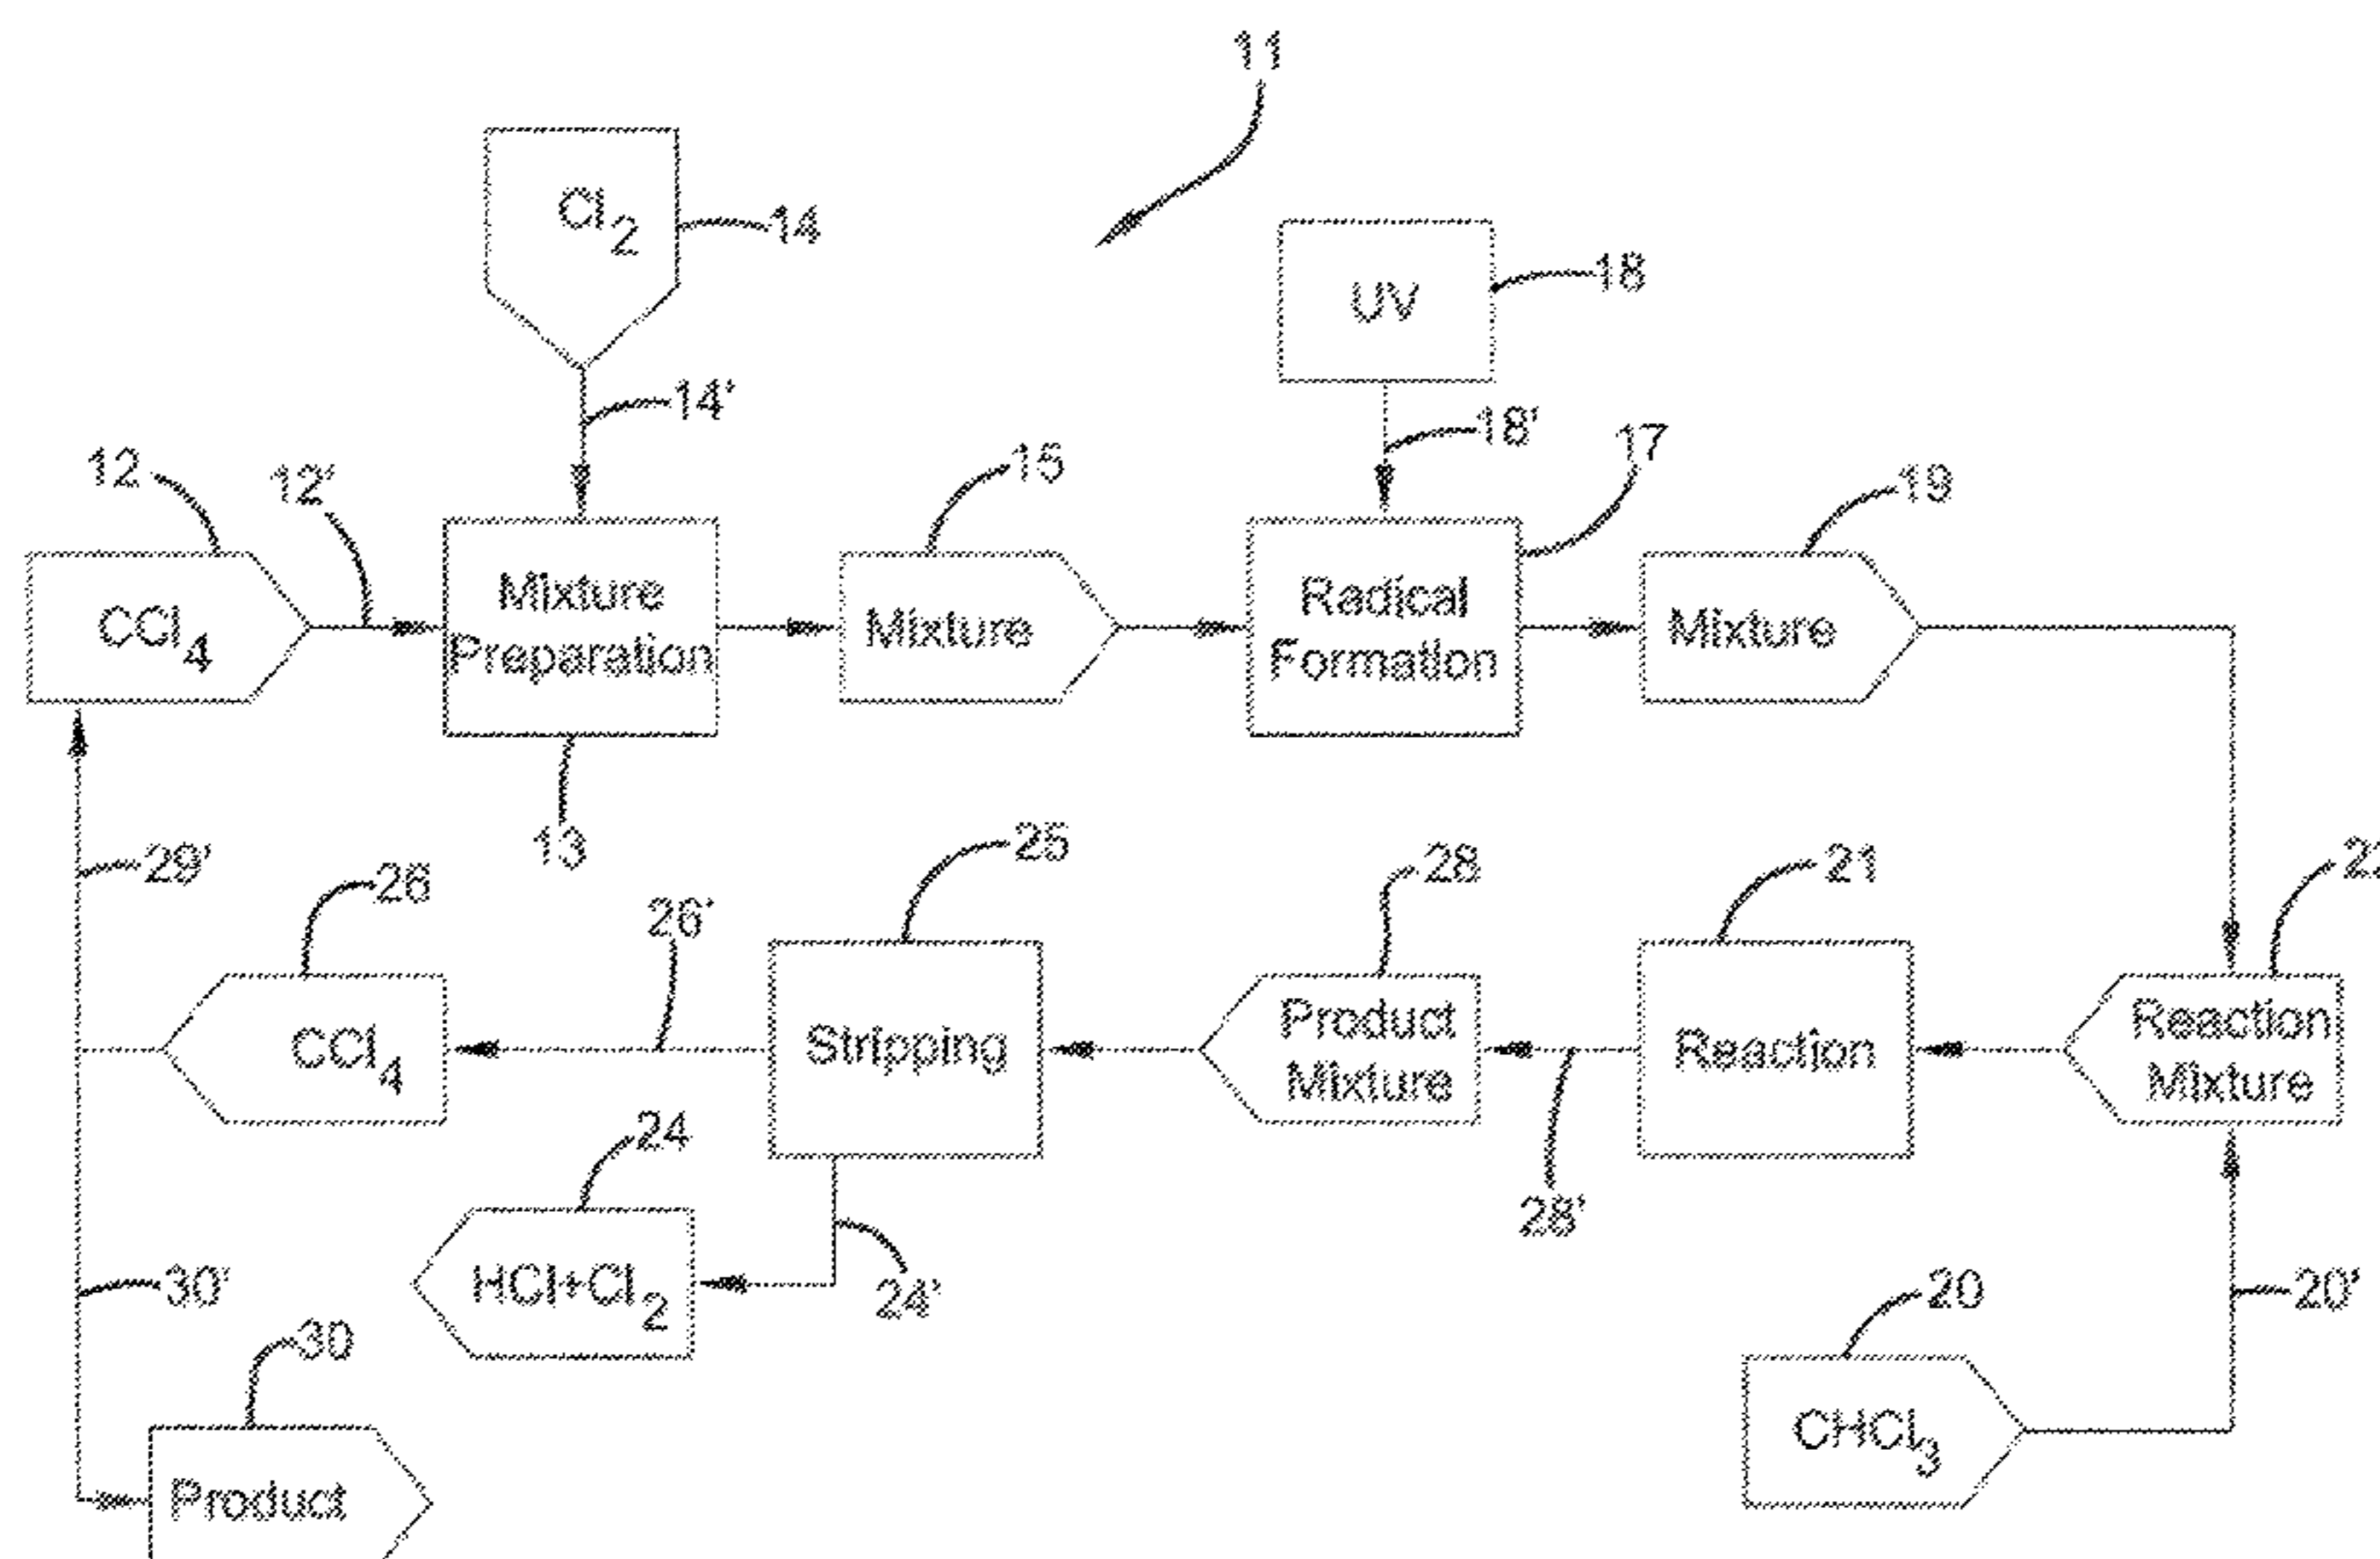 11
Cl2
14
UV
18
14'
18'
17
12
12'
15
19
CCl4
Mixture
Preparation
Mixture
Radical
Formation
Mixture
13
29'
26
26'
25
28
21
22
CCl4
Stripping
Product
Mixture
Reaction
Reaction
Mixture
24
28'
HCl+Cl2
24'
30'
20
20'
30
CHCl3
Product